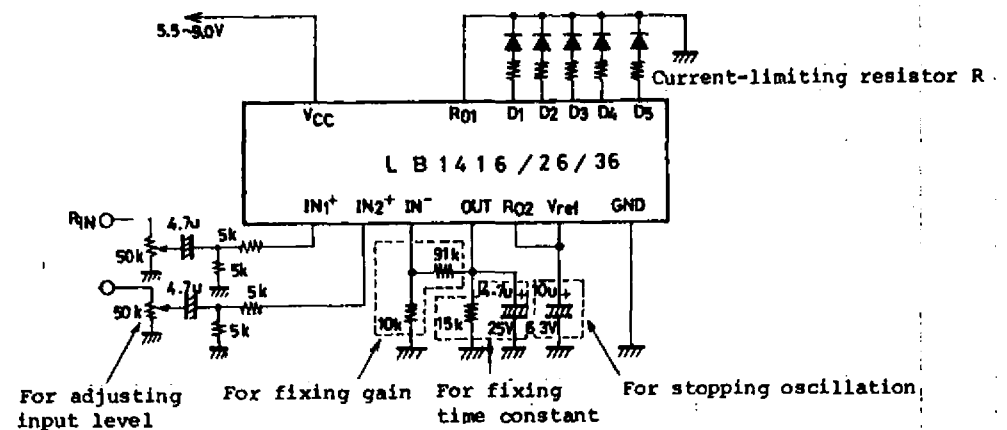 5.5~9.0V
Current-limiting resistor R
VCC R01 D1 D2 D3 D4 D5
LB1416/26/36
IN1+ IN2+ IN- OUT R02 Vref GND
RIN
4.7u
5k
50k
5k
4.7u
5k
50k
5k
91k
10k
15k
4.7u +
25V
10u +
6.3V
For adjusting
input level
For fixing gain
For fixing
time constant
For stopping oscillation